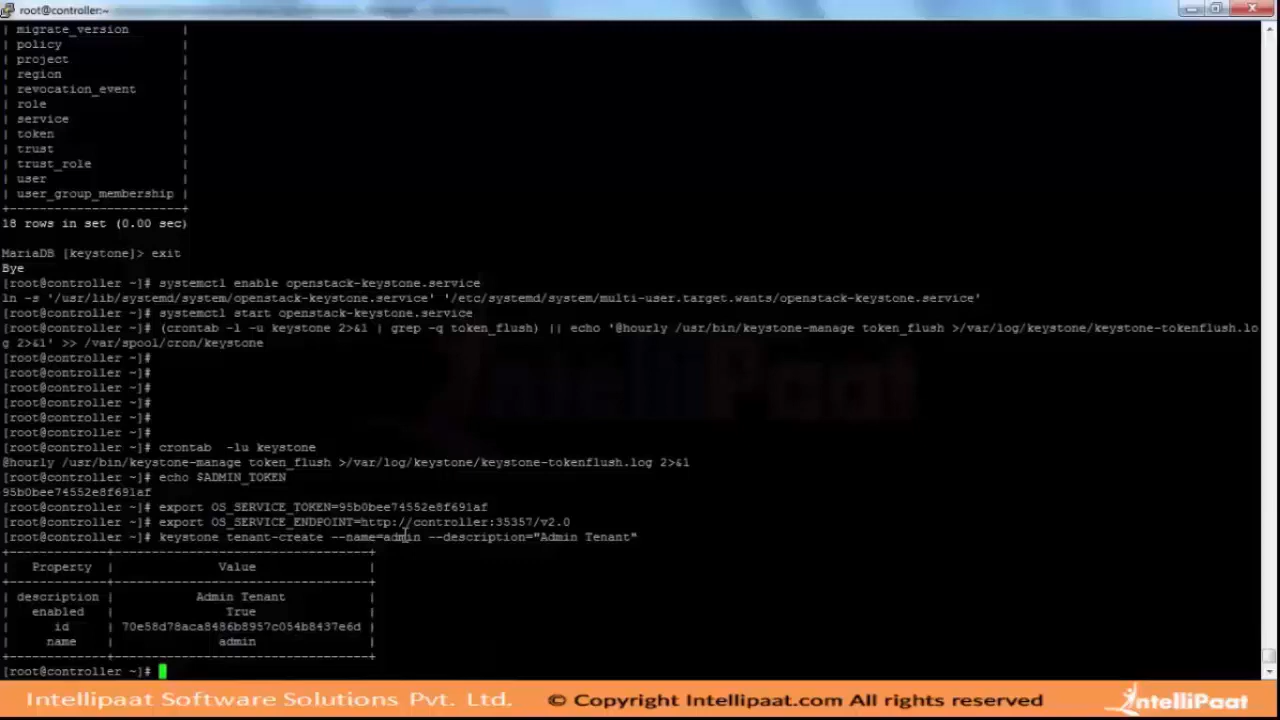 root@controller:~
| migrate_version |
| policy |
| project |
| region |
| revocation_event |
| role |
| service |
| token |
| trust |
| trust_role |
| user |
| user_group_membership |
+-----------------------+
18 rows in set (0.00 sec)
MariaDB [keystone]> exit
Bye
[root@controller ~]# systemctl enable openstack-keystone.service
ln -s '/usr/lib/systemd/system/openstack-keystone.service' '/etc/systemd/system/multi-user.target.wants/openstack-keystone.service'
[root@controller ~]# systemctl start openstack-keystone.service
[root@controller ~]# (crontab -l -u keystone 2>&1 | grep -q token_flush) || echo '@hourly /usr/bin/keystone-manage token_flush >/var/log/keystone/keystone-tokenflush.lo
g 2>&1' >> /var/spool/cron/keystone
[root@controller ~]#
[root@controller ~]#
[root@controller ~]#
[root@controller ~]#
[root@controller ~]#
[root@controller ~]#
[root@controller ~]# crontab  -lu keystone
@hourly /usr/bin/keystone-manage token_flush >/var/log/keystone/keystone-tokenflush.log 2>&1
[root@controller ~]# echo $ADMIN_TOKEN
95b0bee74552e8f691af
[root@controller ~]# export OS_SERVICE_TOKEN=95b0bee74552e8f691af
[root@controller ~]# export OS_SERVICE_ENDPOINT=http://controller:35357/v2.0
[root@controller ~]# keystone tenant-create --name=admin --description="Admin Tenant"
+-------------+----------------------------------+
| Property | Value |
+-------------+----------------------------------+
| description | Admin Tenant |
| enabled | True |
| id | 70e58d78aca8486b8957c054b8437e6d |
| name | admin |
+-------------+----------------------------------+
[root@controller ~]#
Intellipaat Software Solutions Pvt. Ltd. © Copyright Intellipaat.com All rights reserved IntelliPaat